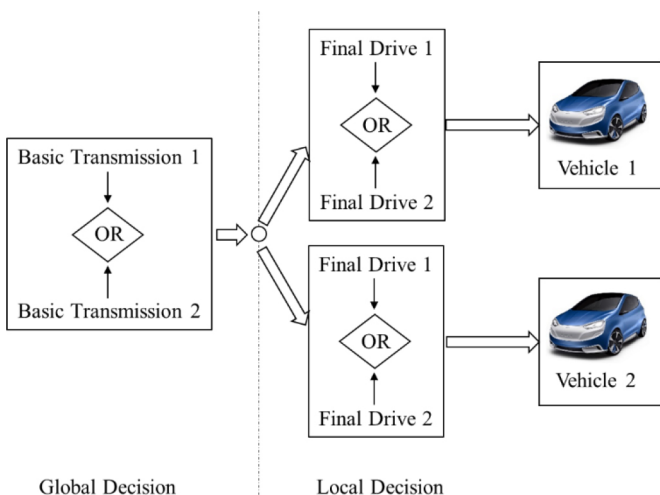 Basic Transmission 1
OR
Basic Transmission 2
Final Drive 1
OR
Final Drive 2
Vehicle 1
Final Drive 1
OR
Final Drive 2
Vehicle 2
Global Decision
Local Decision